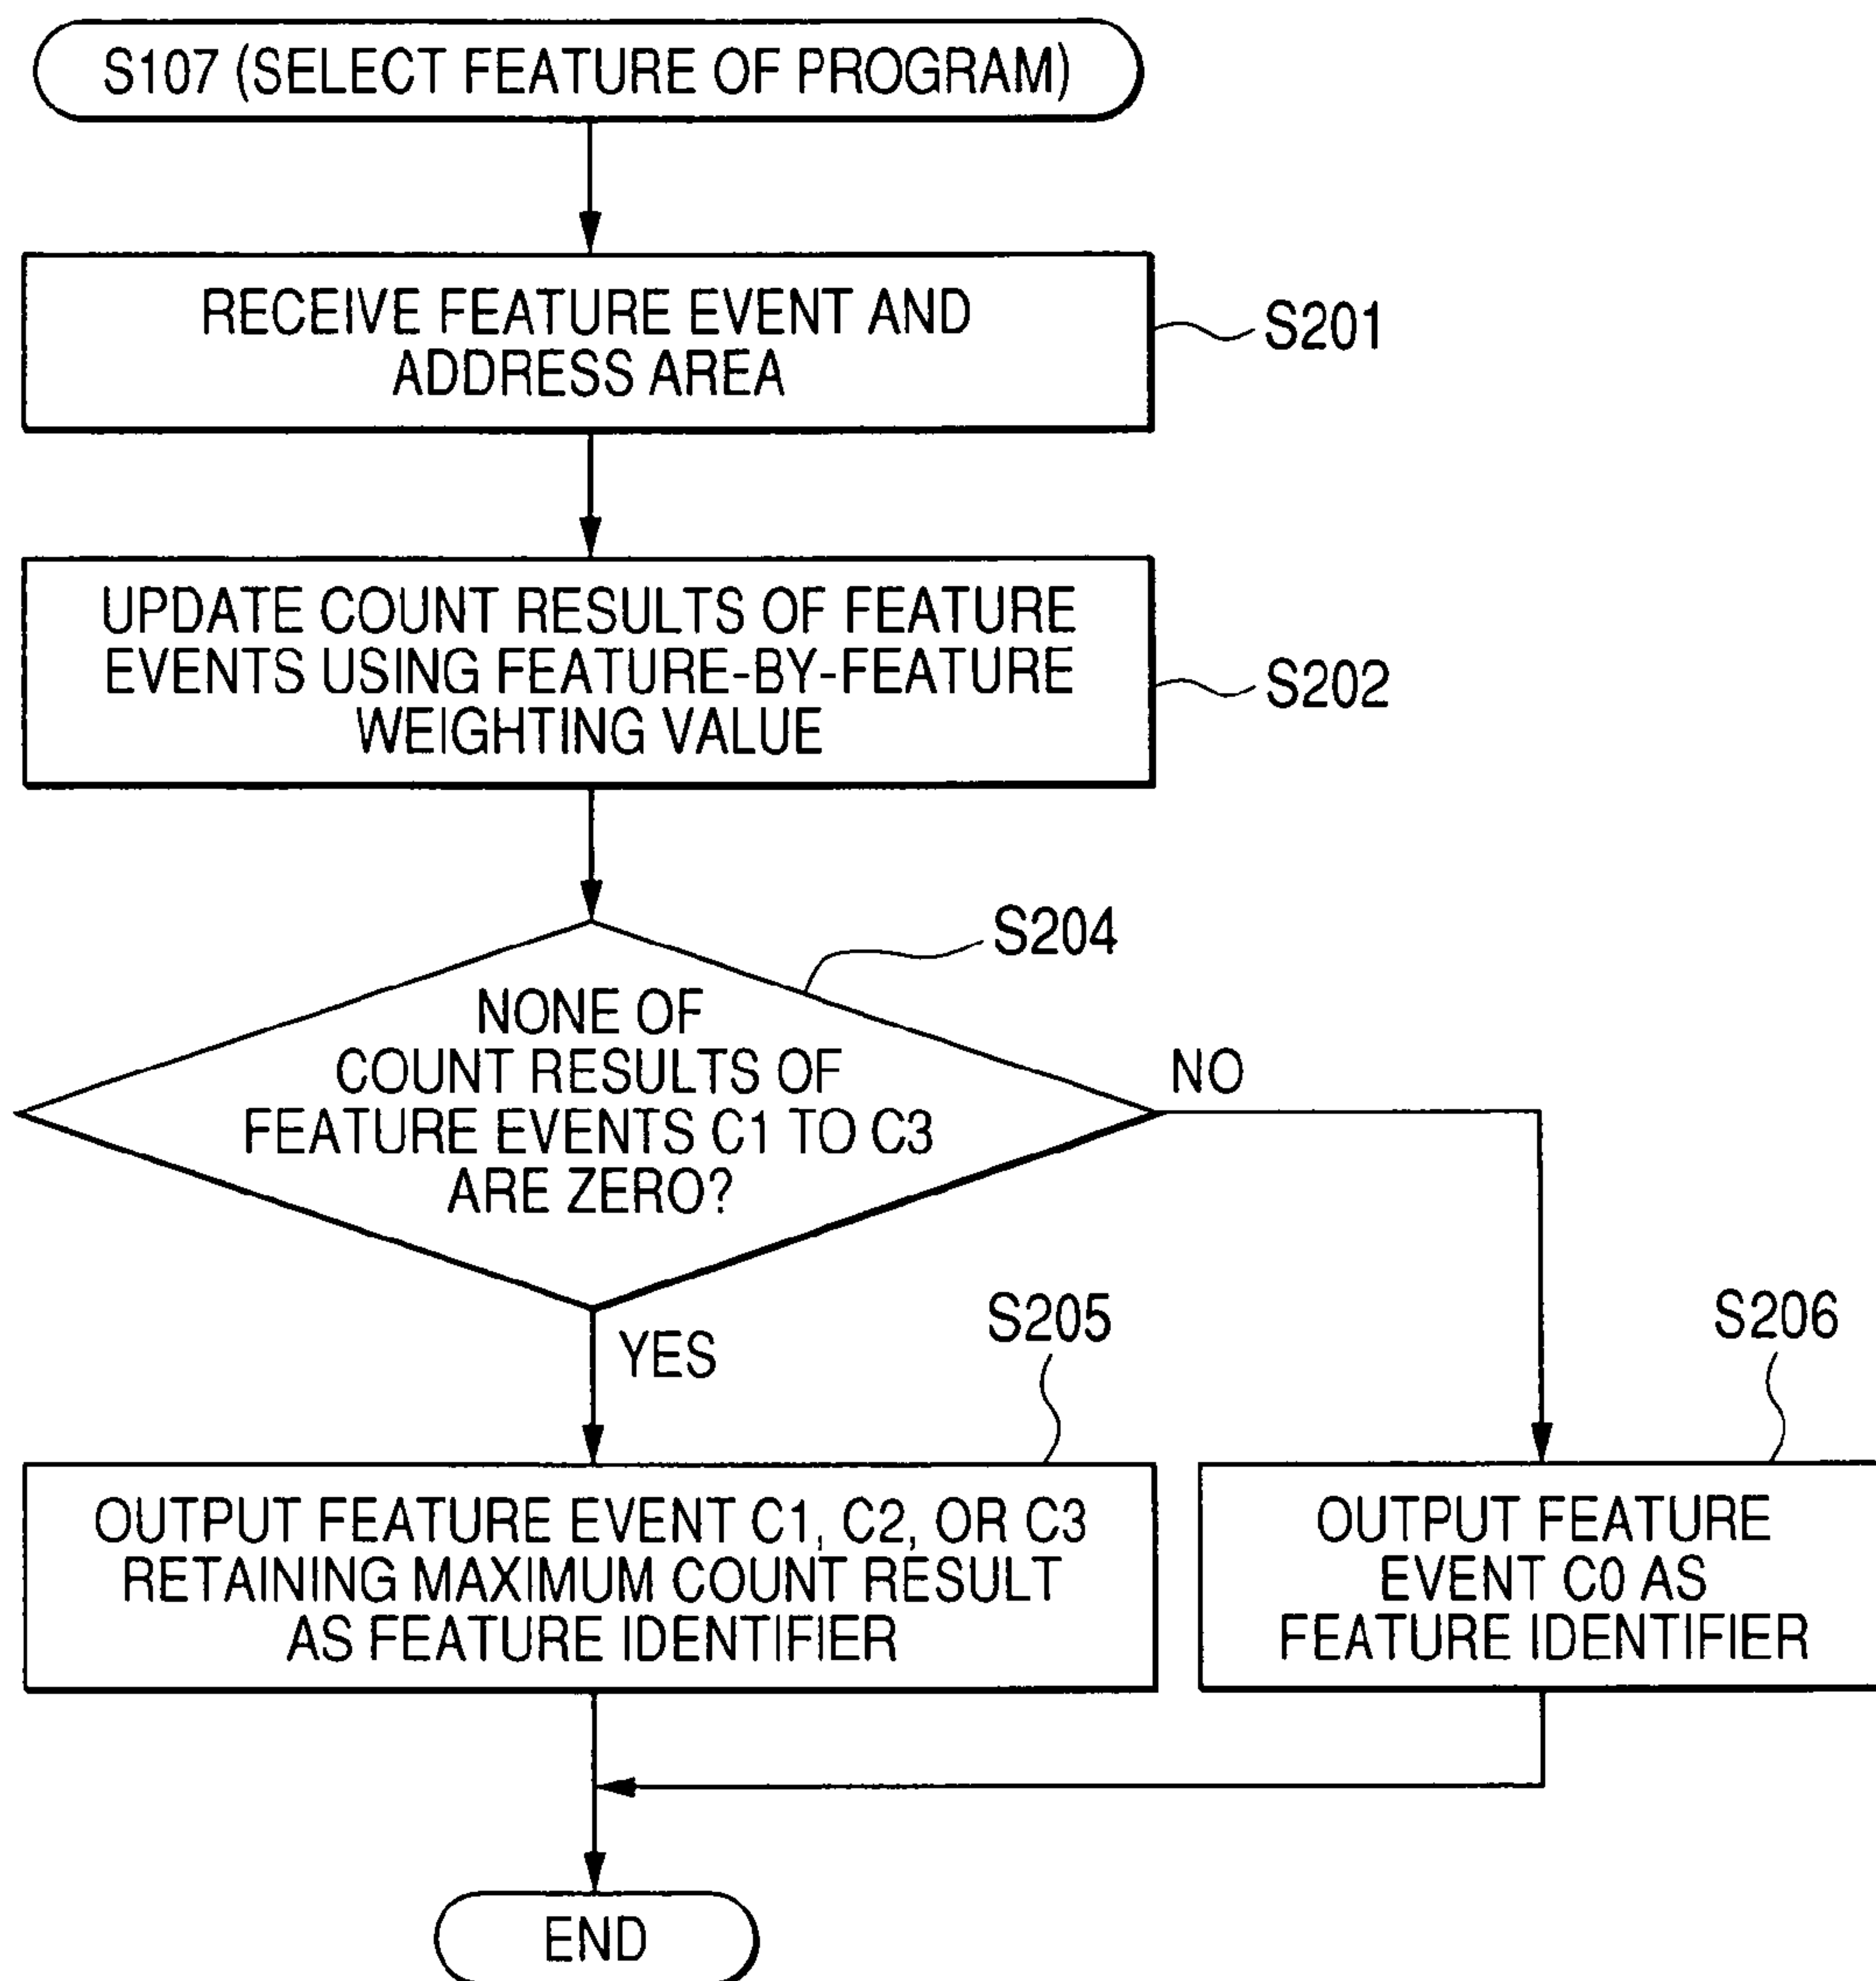 S107 (SELECT FEATURE OF PROGRAM)
RECEIVE FEATURE EVENT AND
ADDRESS AREA
S201
UPDATE COUNT RESULTS OF FEATURE
EVENTS USING FEATURE-BY-FEATURE
WEIGHTING VALUE
S202
S204
NONE OF
COUNT RESULTS OF
FEATURE EVENTS C1 TO C3
ARE ZERO?
NO
YES
S205
S206
OUTPUT FEATURE EVENT C1, C2, OR C3
RETAINING MAXIMUM COUNT RESULT
AS FEATURE IDENTIFIER
OUTPUT FEATURE
EVENT C0 AS
FEATURE IDENTIFIER
END